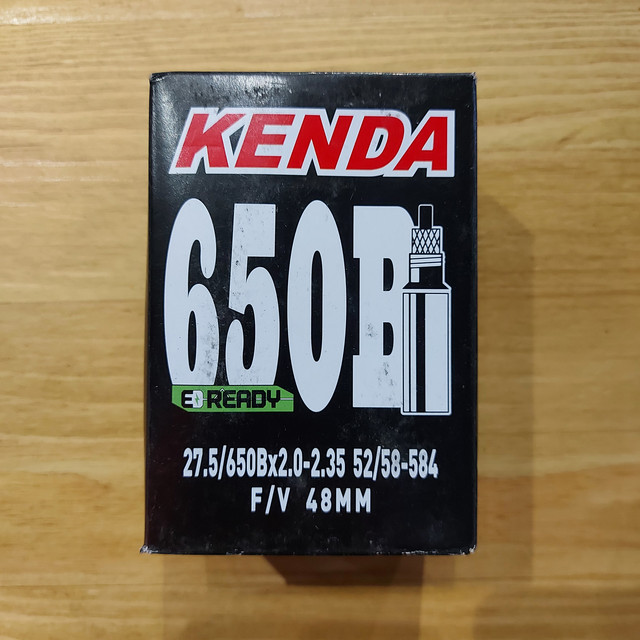 KENDA
650B
E READY
27.5/650Bx2.0-2.35 52/58-584
F/V 48MM